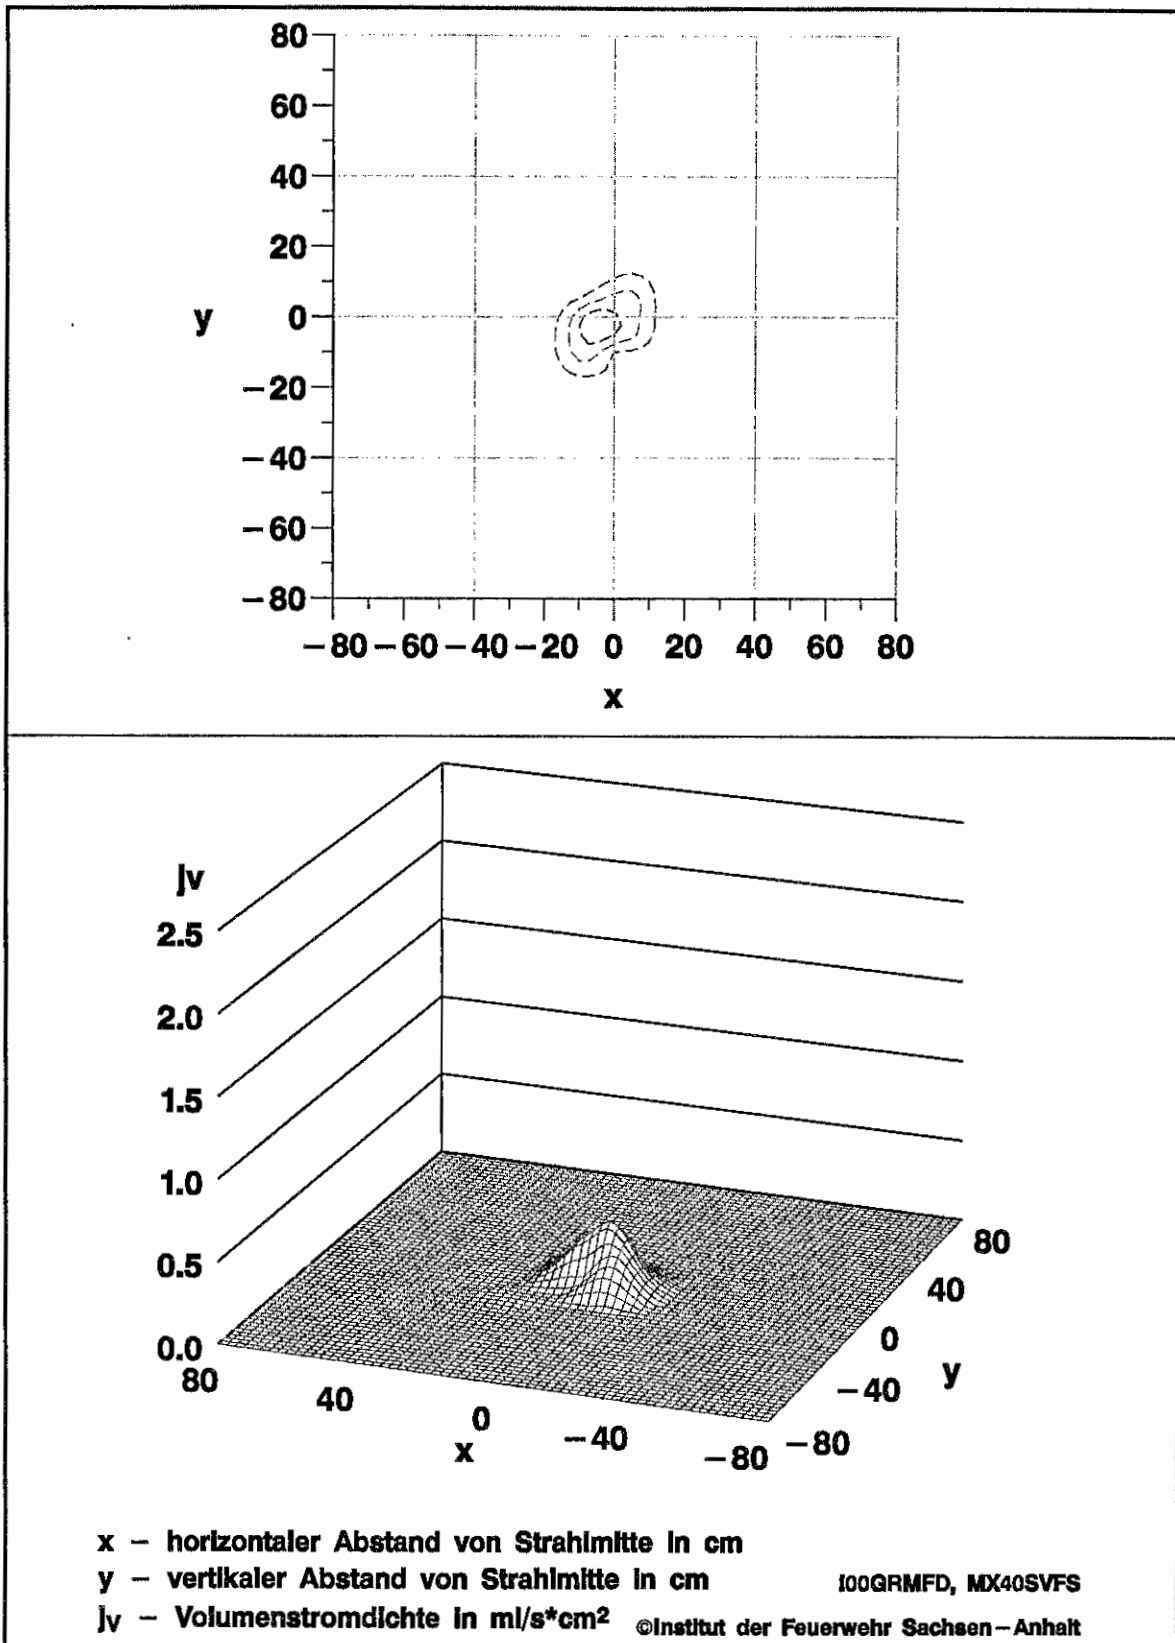 80
60
40
20
y 0
−20
−40
−60
−80
−80 −60 −40 −20 0 20 40 60 80
x
jv
2.5
2.0
1.5
1.0
0.5
0.0
80 40 0 −40 −80
x
80
40
0
−40
−80
y
x − horizontaler Abstand von Strahlmitte in cm
y − vertikaler Abstand von Strahlmitte in cm
I00GRMFD, MX40SVFS
jv − Volumenstromdichte in ml/s*cm²
©Institut der Feuerwehr Sachsen−Anhalt